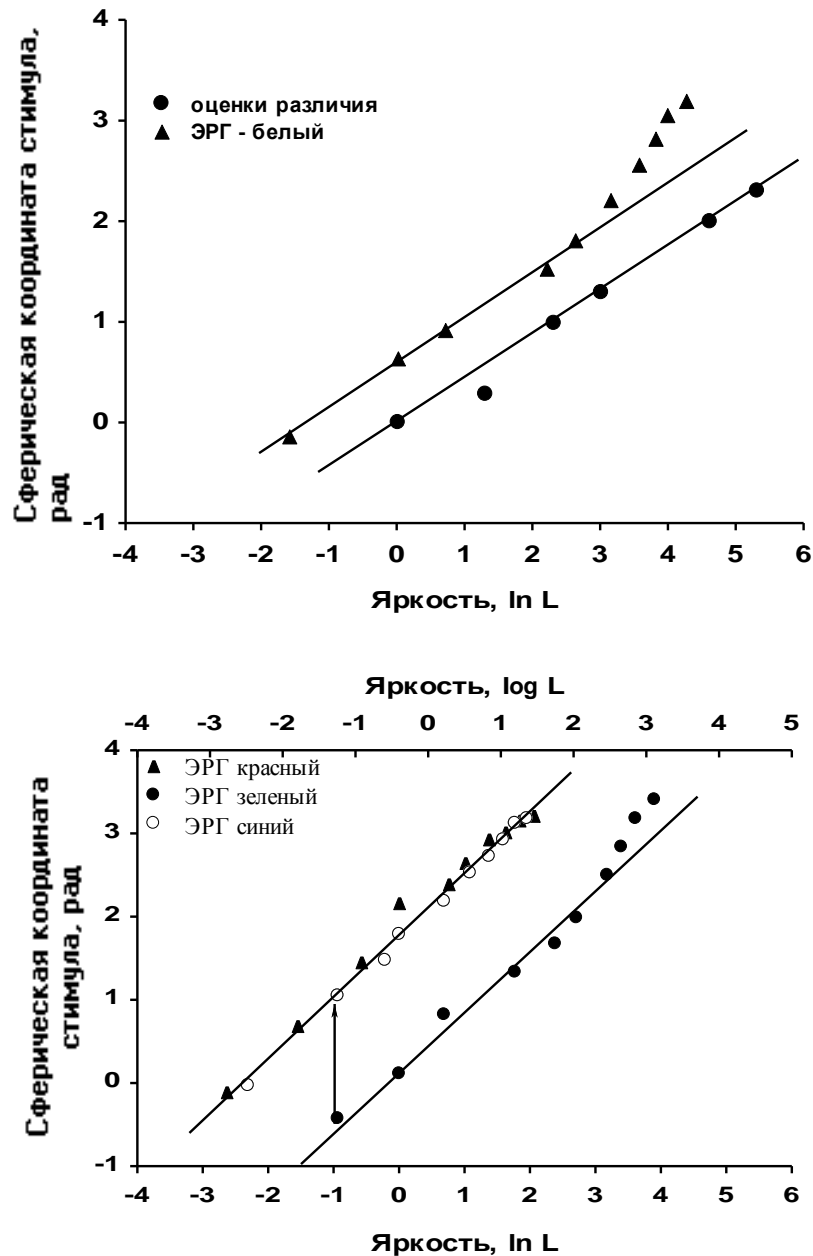 Сферическая координата стимула,
рад
4
3
2
1
0
-1
оценки различия
ЭРГ - белый
-4 -3 -2 -1 0 1 2 3 4 5 6
Яркость, ln L
Яркость, log L
-4 -3 -2 -1 0 1 2 3 4 5
Сферическая координата
стимула, рад
4
3
2
1
0
-1
ЭРГ красный
ЭРГ зеленый
ЭРГ синий
-4 -3 -2 -1 0 1 2 3 4 5 6
Яркость, ln L